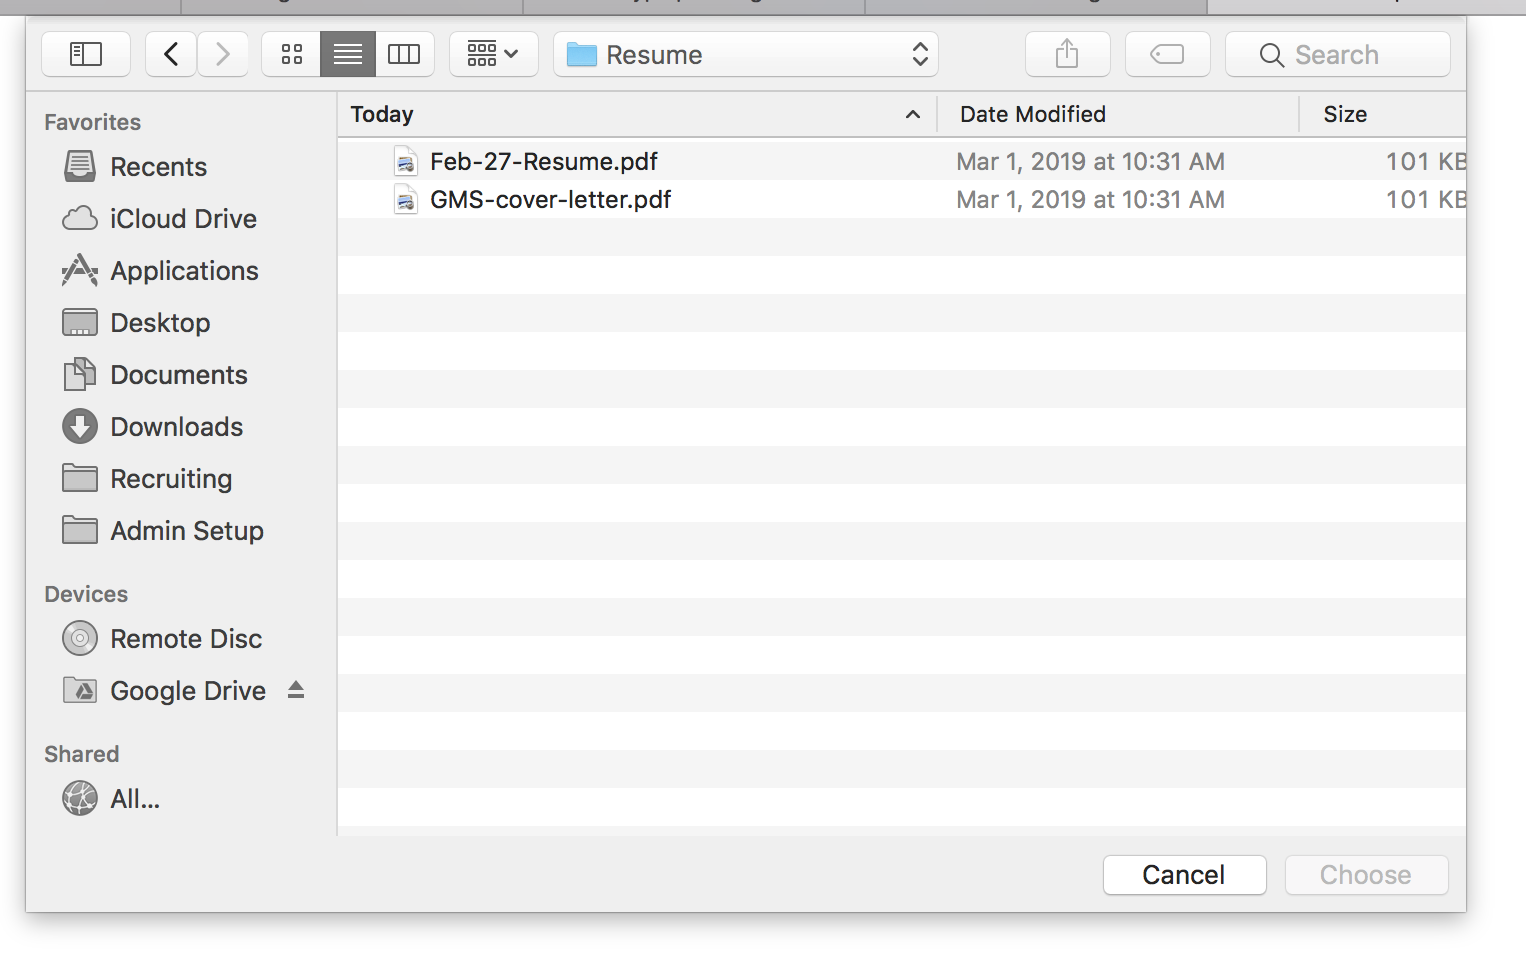 Resume
Search
Favorites
Recents
iCloud Drive
Applications
Desktop
Documents
Downloads
Recruiting
Admin Setup
Devices
Remote Disc
Google Drive
Shared
All...
Today Date Modified Size
Feb-27-Resume.pdf Mar 1, 2019 at 10:31 AM 101 KB
GMS-cover-letter.pdf Mar 1, 2019 at 10:31 AM 101 KB
Cancel
Choose